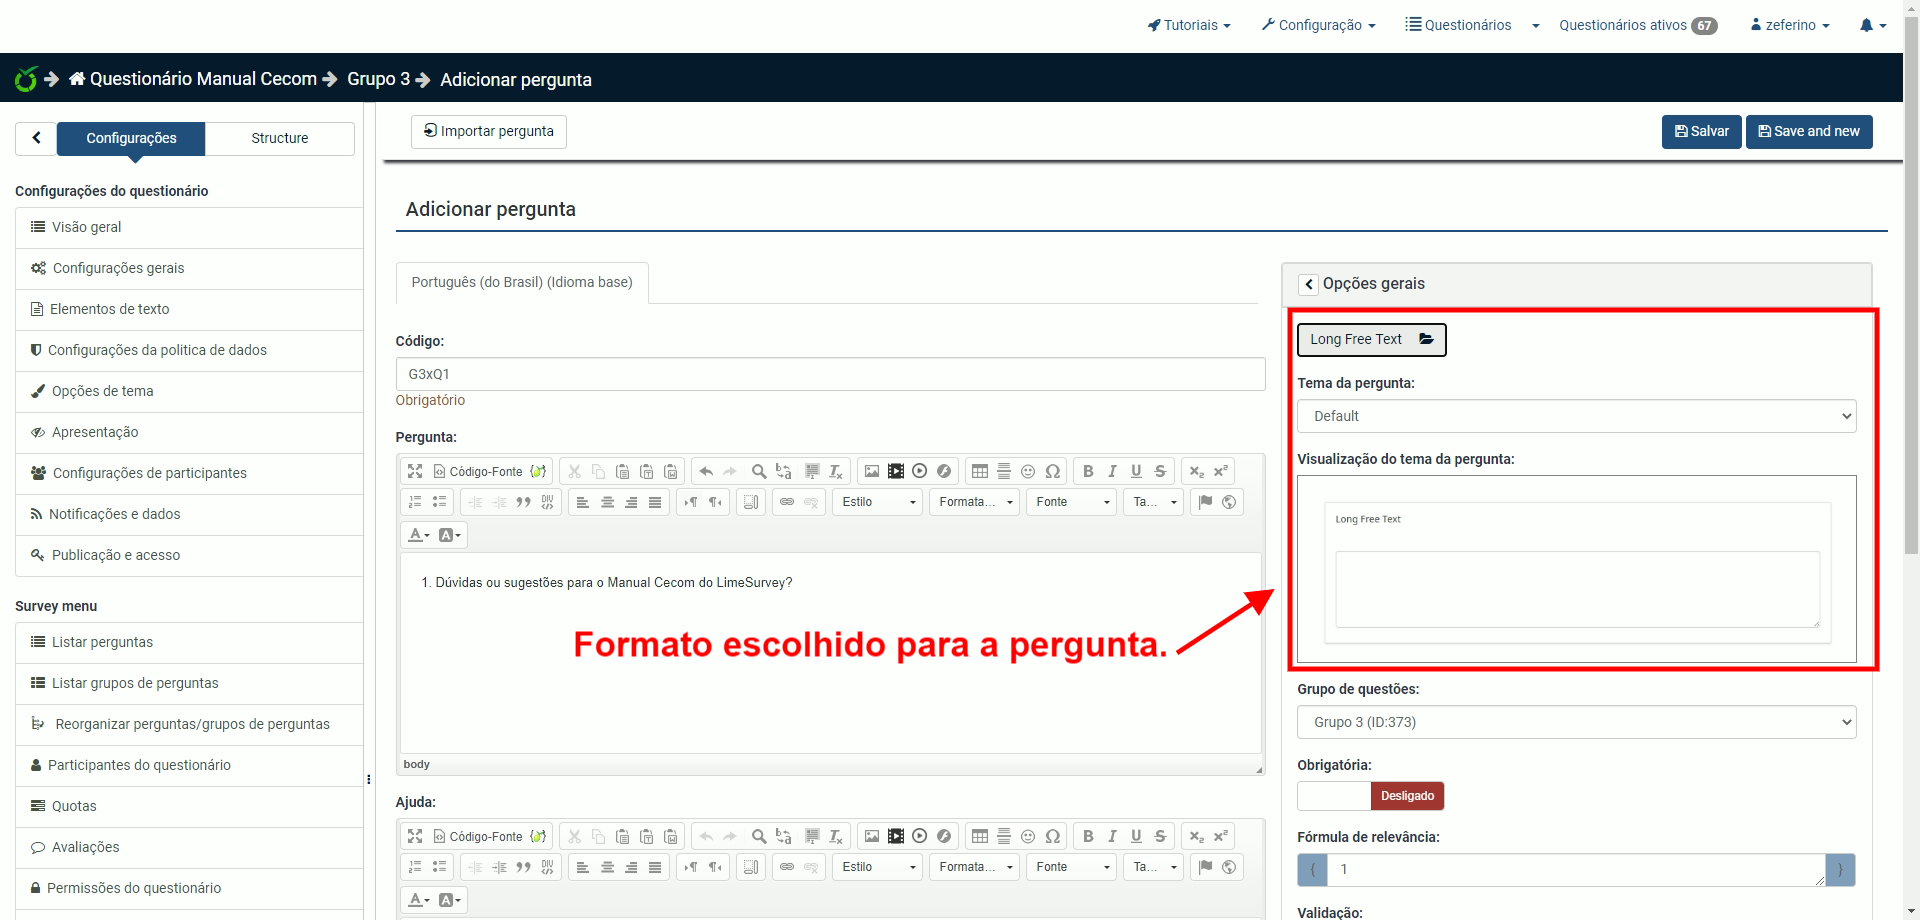 Tutoriais
Configuração
Questionários
Questionários ativos 67
zeferino
Questionário Manual Cecom
Grupo 3
Adicionar pergunta
Configurações
Structure
Importar pergunta
Salvar
Save and new
Configurações do questionário
Visão geral
Configurações gerais
Elementos de texto
Configurações da politica de dados
Opções de tema
Apresentação
Configurações de participantes
Notificações e dados
Publicação e acesso
Survey menu
Listar perguntas
Listar grupos de perguntas
Reorganizar perguntas/grupos de perguntas
Participantes do questionário
Quotas
Avaliações
Permissões do questionário
Adicionar pergunta
Português (do Brasil) (Idioma base)
Código:
G3xQ1
Obrigatório
Pergunta:
Código-Fonte
B I U S
Estilo
Formata...
Fonte
Ta...
1. Dúvidas ou sugestões para o Manual Cecom do LimeSurvey?
Formato escolhido para a pergunta.
body
Ajuda:
Código-Fonte
B I U S
Estilo
Formata...
Fonte
Ta...
Opções gerais
Long Free Text
Tema da pergunta:
Default
Visualização do tema da pergunta:
Long Free Text
Grupo de questões:
Grupo 3 (ID:373)
Obrigatória:
Desligado
Fórmula de relevância:
{ 1 }
Validação: